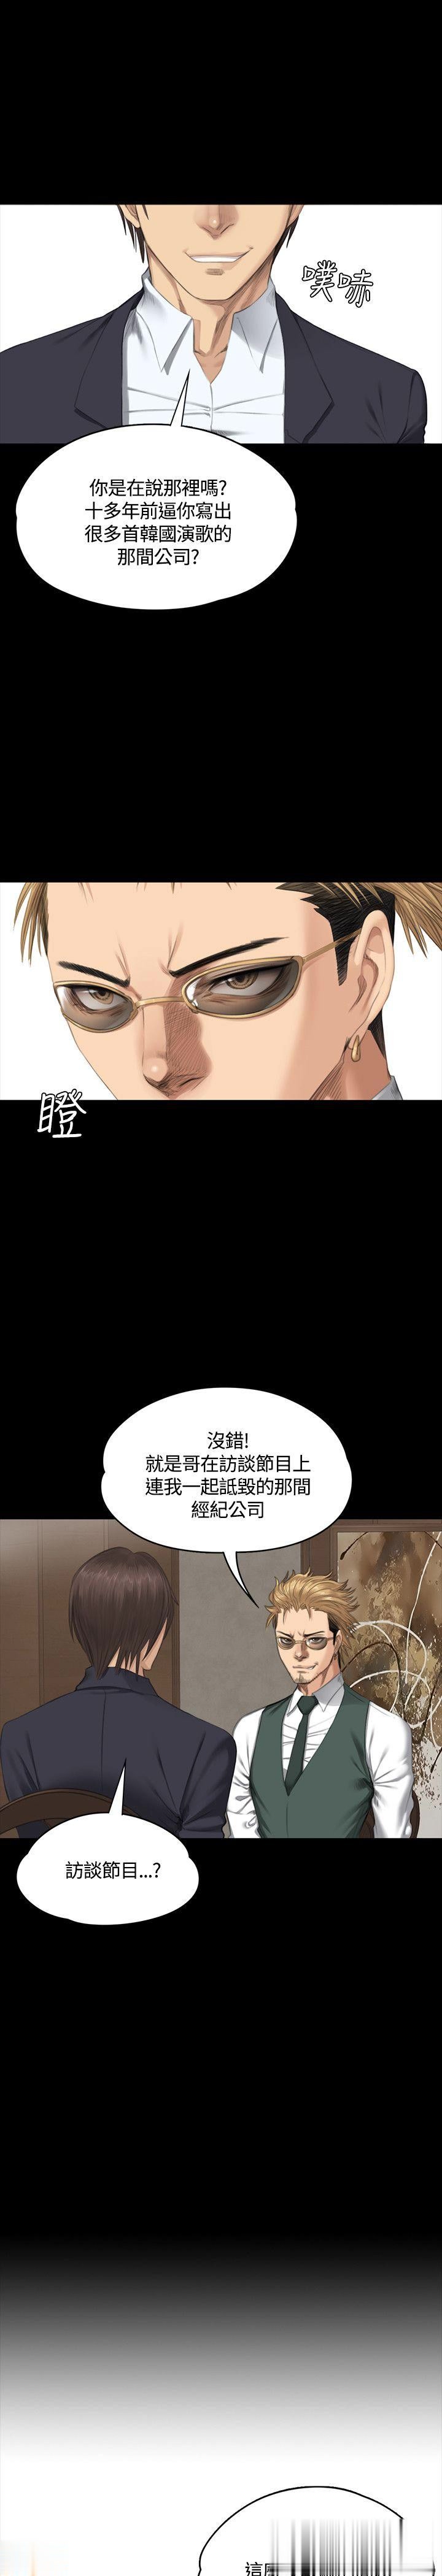 噗哧
你是在說那裡嗎?
十多年前逼你寫出
很多首韓國演歌的
那間公司?
瞪
沒錯!
就是哥在訪談節目上
連我一起詆毀的那間
經紀公司
訪談節目...?
這